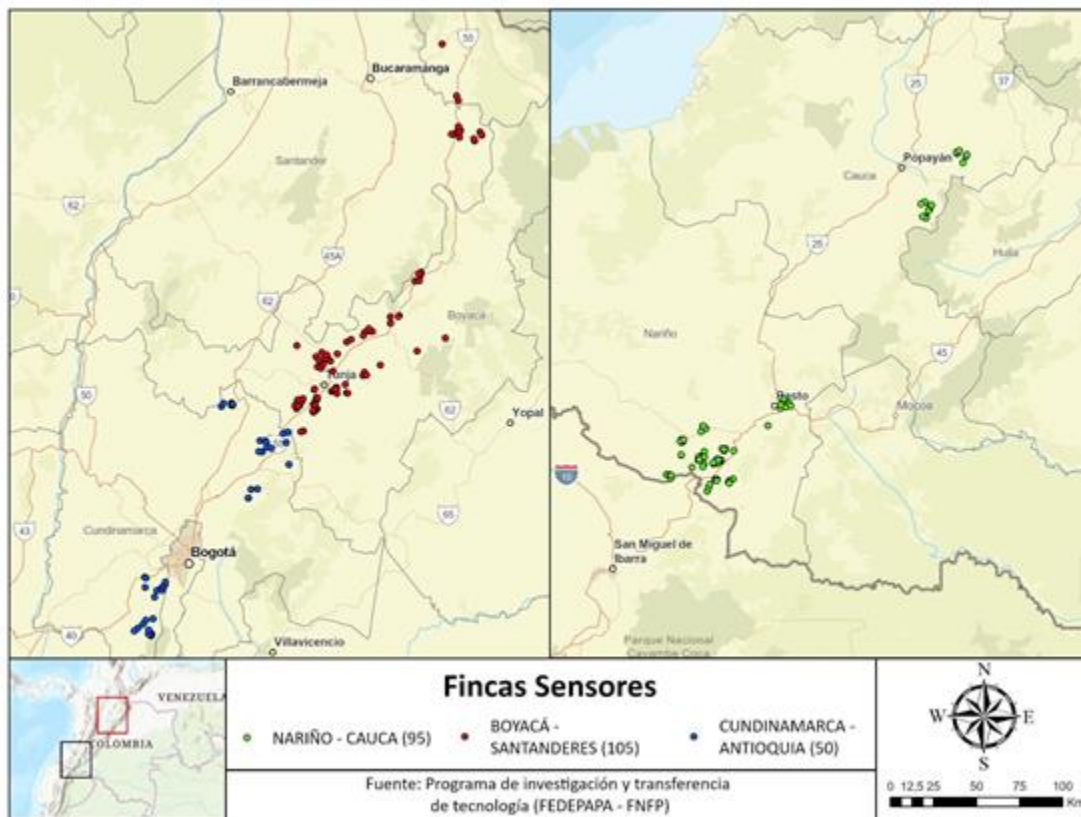 50
Bucaramanga
Barrancabermeja
Santander
62
45A
62
Boyacá
Tunja
50
62
Yopal
65
Cundinamarca
43
Bogotá
40
Villavicencio
25
37
Popayán
Cauca
25
Huila
Nariño
45
Pasto
Mocoa
10
San Miguel de
Ibarra
Parque Nacional
Cayambe Coca
VENEZUELA
COLOMBIA
Fincas Sensores
NARIÑO - CAUCA (95)
BOYACÁ -
SANTANDERES (105)
CUNDINAMARCA -
ANTIOQUIA (50)
Fuente: Programa de investigación y transferencia
de tecnología (FEDEPAPA - FNFP)
N
W E
S
0 12,5 25 50 75 100
Km